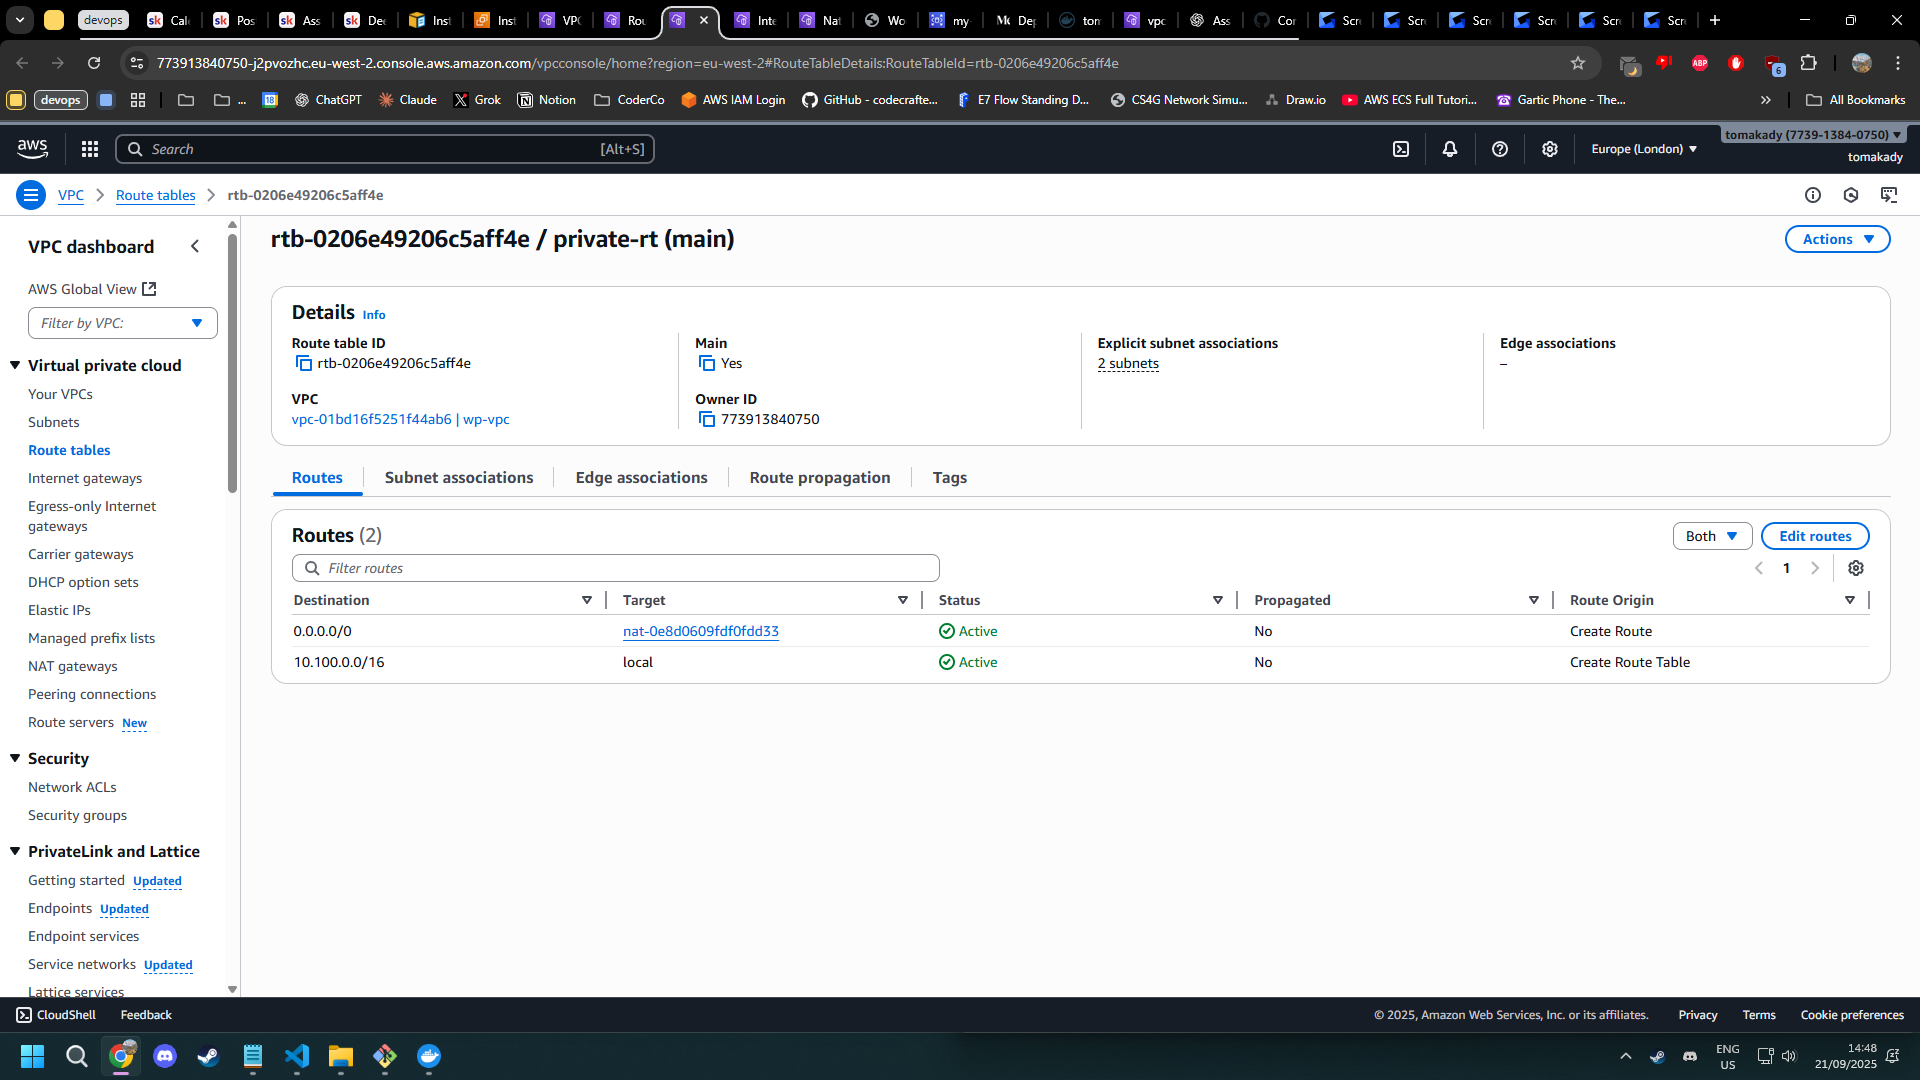 devops
Cal
Pos
Ass
Dec
Inst
Inst
VPC
Rou
Inte
Nat
Wo
my-
Dep
tom
vpc
Ass
Cor
Scre
Scre
Scre
Scre
Scre
Scre
773913840750-j2pvozhc.eu-west-2.console.aws.amazon.com/vpcconsole/home?region=eu-west-2#RouteTableDetails:RouteTableId=rtb-0206e49206c5aff4e
ABP
6
devops
...
18
ChatGPT
Claude
Grok
Notion
CoderCo
AWS IAM Login
GitHub - codecrafte...
E7 Flow Standing D...
CS4G Network Simu...
Draw.io
AWS ECS Full Tutori...
Gartic Phone - The...
All Bookmarks
aws
Search
[Alt+S]
Europe (London)
tomakady (7739-1384-0750)
tomakady
VPC
Route tables
rtb-0206e49206c5aff4e
VPC dashboard
AWS Global View
Filter by VPC:
Virtual private cloud
Your VPCs
Subnets
Route tables
Internet gateways
Egress-only Internet
gateways
Carrier gateways
DHCP option sets
Elastic IPs
Managed prefix lists
NAT gateways
Peering connections
Route servers New
Security
Network ACLs
Security groups
PrivateLink and Lattice
Getting started Updated
Endpoints Updated
Endpoint services
Service networks Updated
Lattice services
rtb-0206e49206c5aff4e / private-rt (main)
Actions
Details Info
Route table ID
rtb-0206e49206c5aff4e
VPC
vpc-01bd16f5251f44ab6 | wp-vpc
Main
Yes
Owner ID
773913840750
Explicit subnet associations
2 subnets
Edge associations
–
Routes
Subnet associations
Edge associations
Route propagation
Tags
Routes (2)
Both
Edit routes
Filter routes
1
Destination Target Status Propagated Route Origin
0.0.0.0/0 nat-0e8d0609fdf0fdd33 Active No Create Route
10.100.0.0/16 local Active No Create Route Table
CloudShell
Feedback
© 2025, Amazon Web Services, Inc. or its affiliates.
Privacy
Terms
Cookie preferences
ENG
US
14:48
21/09/2025